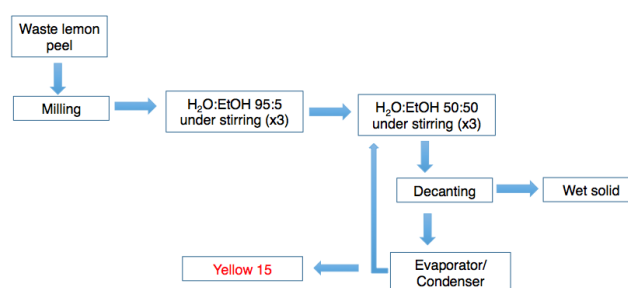 Waste lemon
peel
Milling
H₂O:EtOH 95:5
under stirring (x3)
H₂O:EtOH 50:50
under stirring (x3)
Decanting
Wet solid
Evaporator/
Condenser
Yellow 15